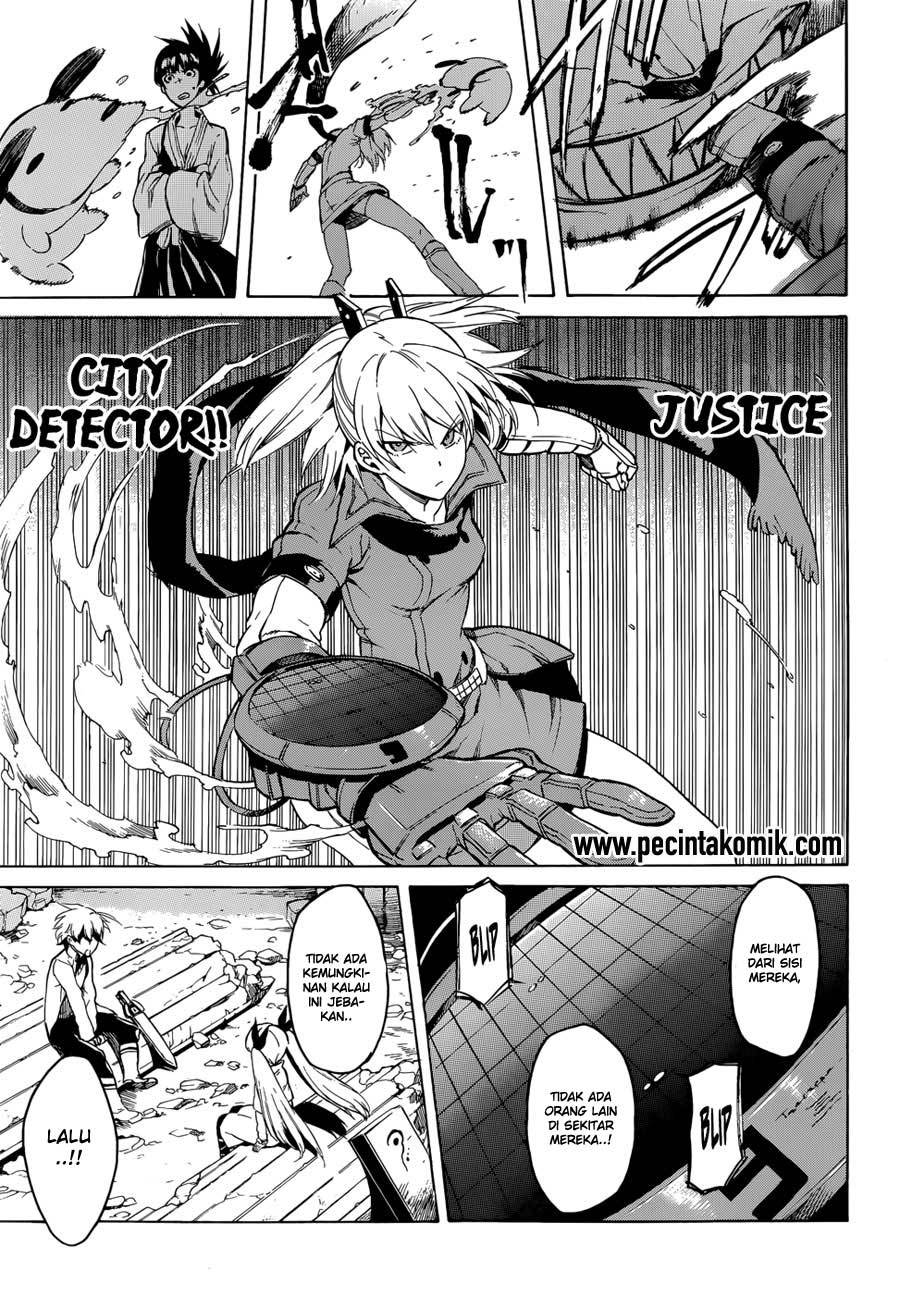 JUSTICE
CITY
DETECTOR!!
www.pecintakomik.com
MELIHAT
DARI SISI
MEREKA,
BLIP
TIDAK ADA
ORANG LAIN
DI SEKITAR
MEREKA..!
BLIP
TIDAK ADA
KEMUNGKI-
NAN KALAU
INI JEBA-
KAN..
LALU
..!!